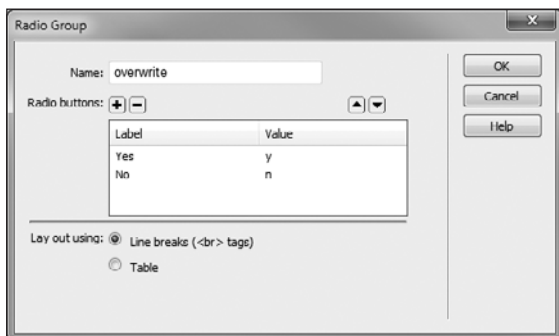 Radio Group
Name: overwrite
OK
Radio buttons:
Cancel
Help
Label Value
Yes y
No n
Lay out using: Line breaks (<br> tags)
Table